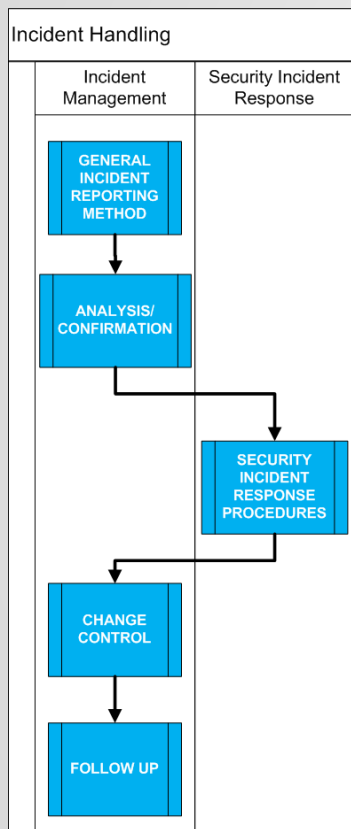 Incident Handling
Incident
Management
Security Incident
Response
GENERAL
INCIDENT
REPORTING
METHOD
ANALYSIS/
CONFIRMATION
SECURITY
INCIDENT
RESPONSE
PROCEDURES
CHANGE
CONTROL
FOLLOW UP